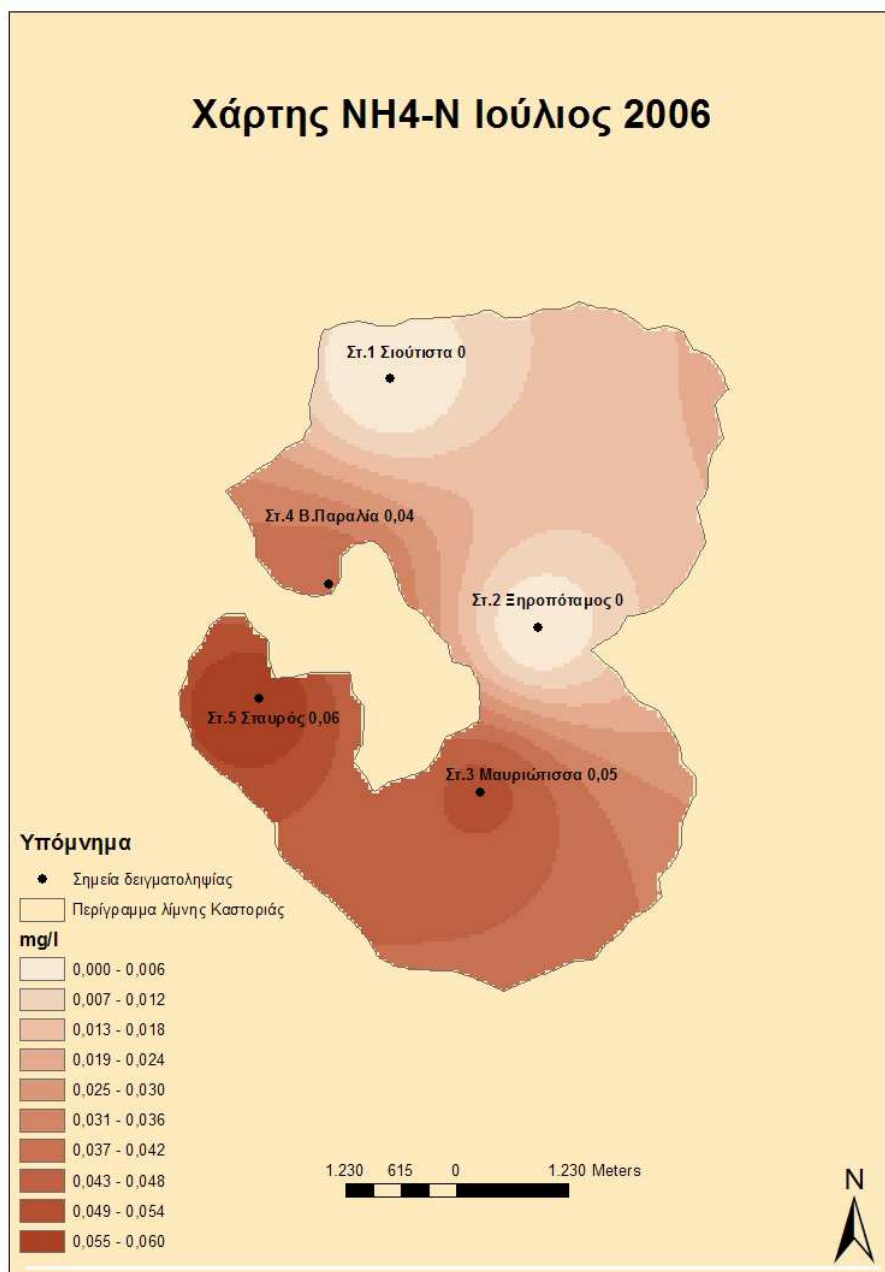 Χάρτης NH4-N Ιούλιος 2006
Στ.1 Σιούτιστα 0
Στ.4 Β.Παραλία 0,04
Στ.2 Ξηροπόταμος 0
Στ.5 Σταυρός 0,06
Στ.3 Μαυριώτισσα 0,05
Υπόμνημα
Σημεία δειγματοληψίας
Περίγραμμα λίμνης Καστοριάς
mg/l
0,000 - 0,006
0,007 - 0,012
0,013 - 0,018
0,019 - 0,024
0,025 - 0,030
0,031 - 0,036
0,037 - 0,042
0,043 - 0,048
0,049 - 0,054
0,055 - 0,060
1.230 615 0 1.230 Meters
N